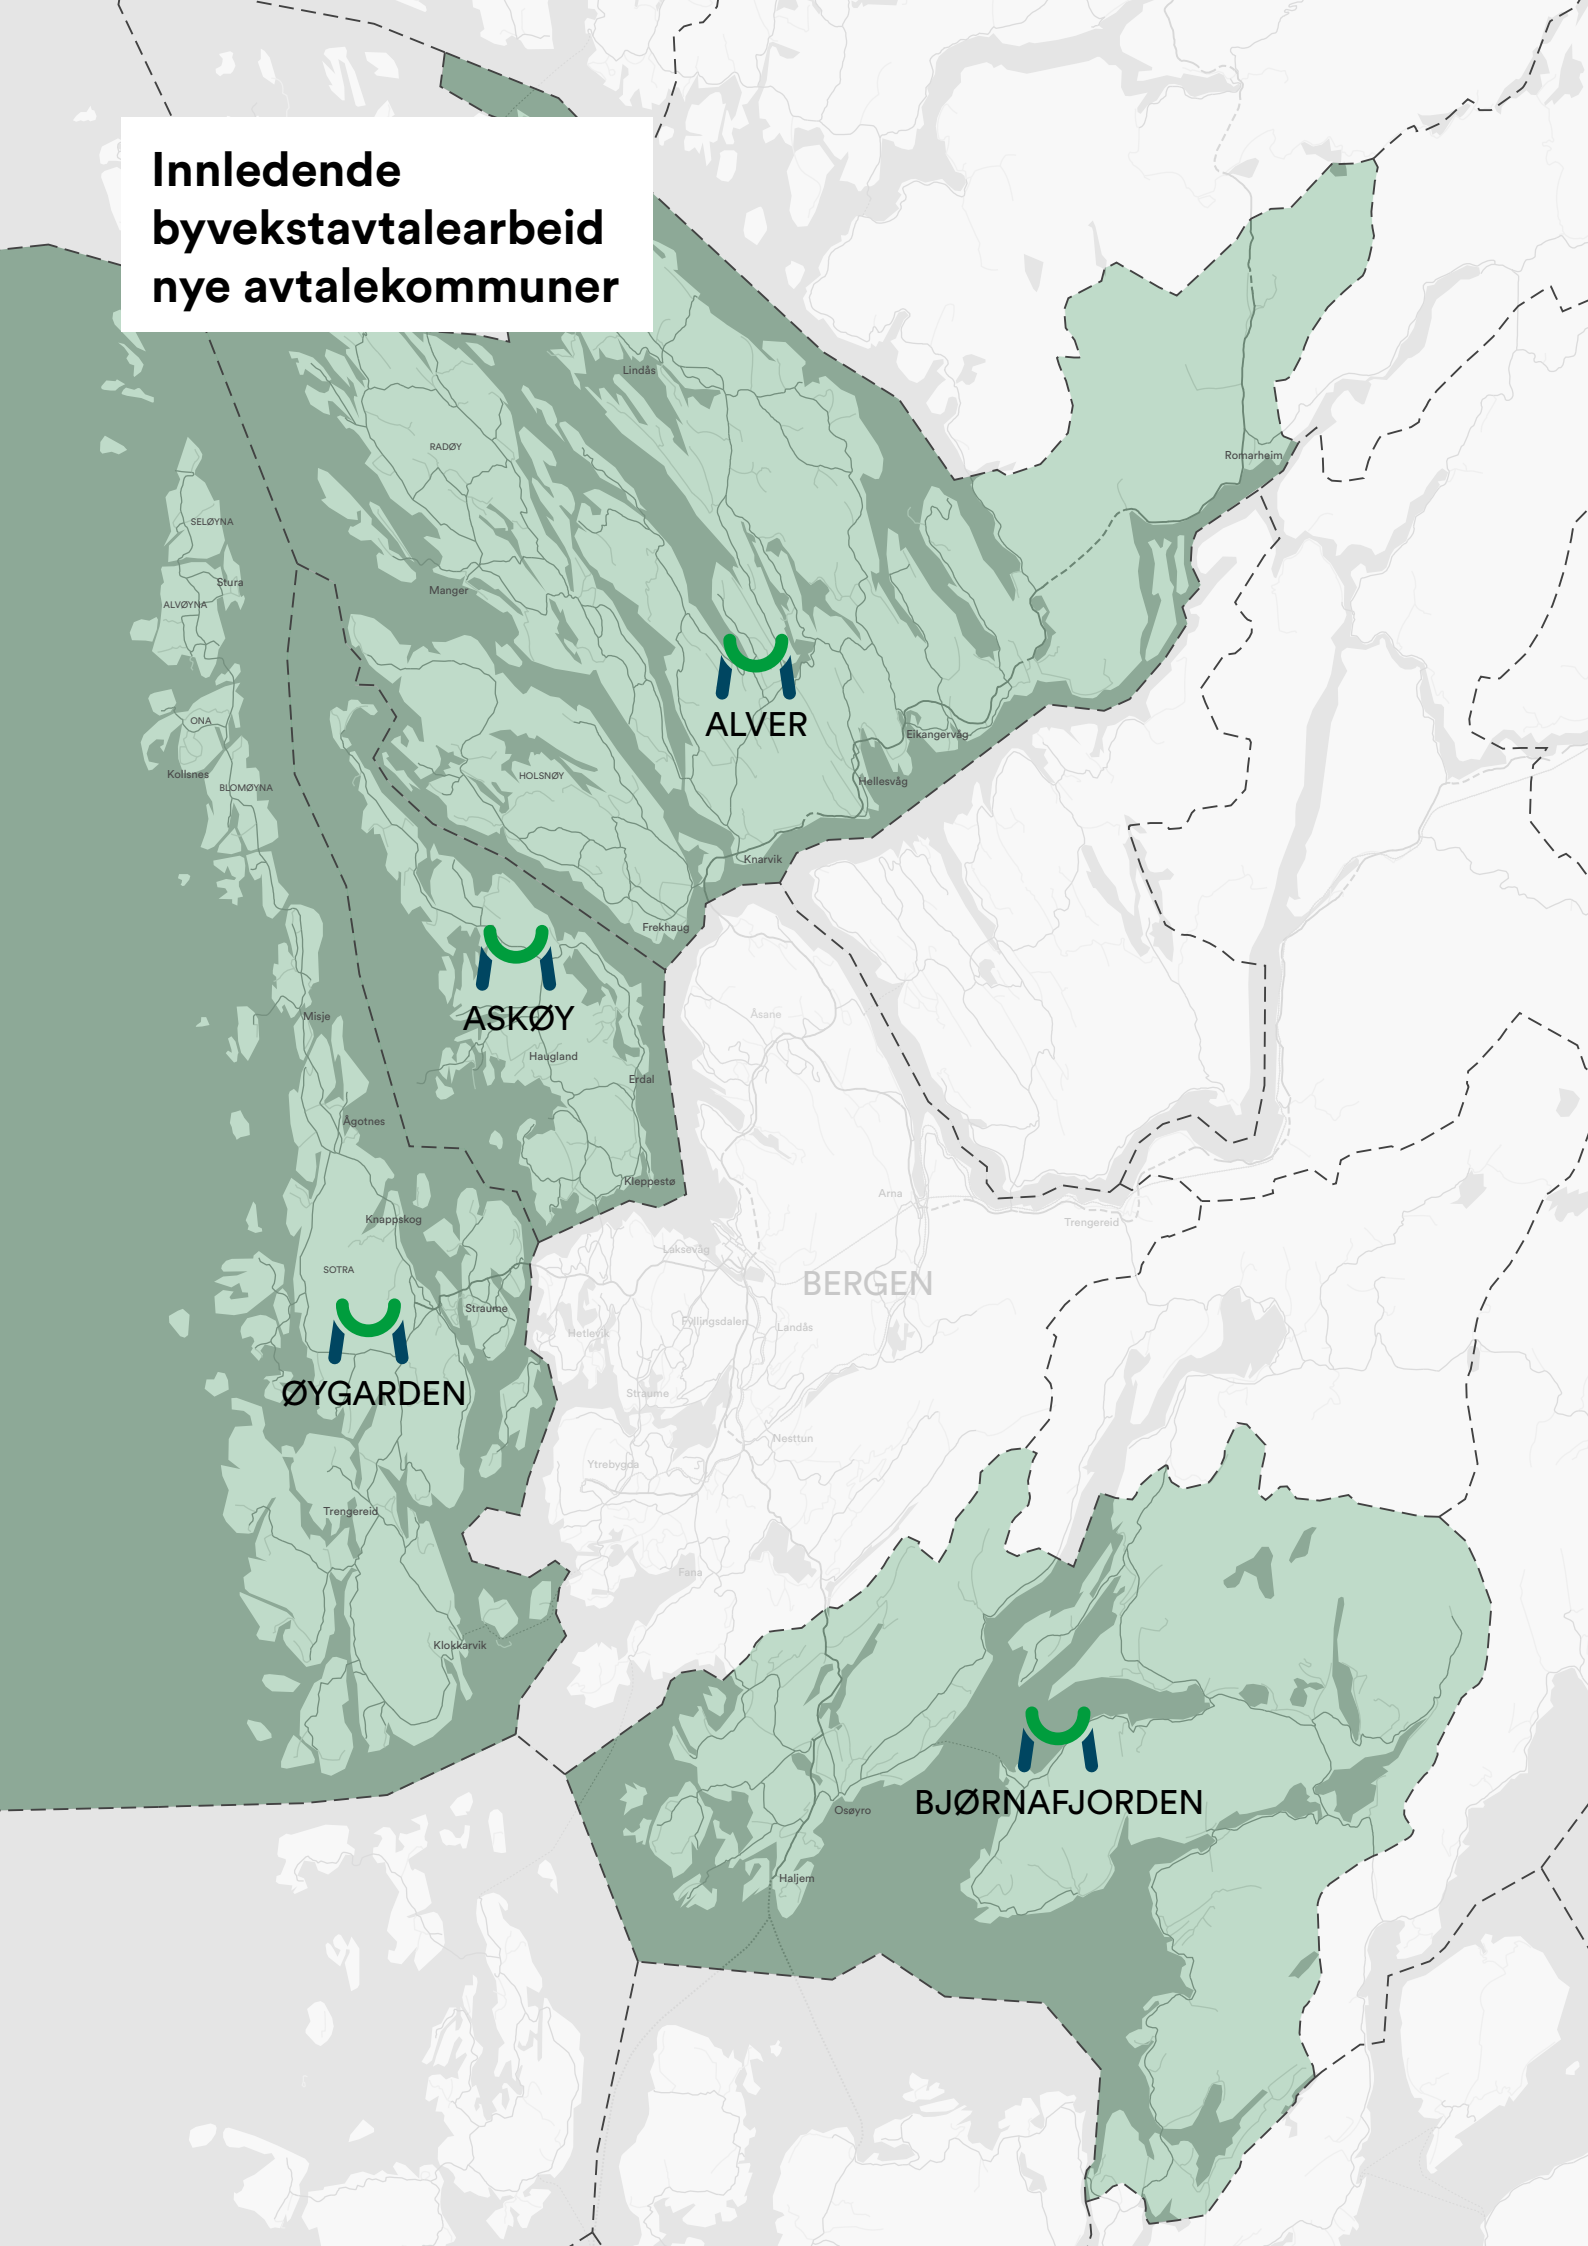 Innledende
byvekstavtalearbeid
nye avtalekommuner
Lindås
RADØY
Romarheim
SELØYNA
Stura
Manger
ALVØYNA
ONA
ALVER
Eikangervåg
Kolisnes
HOLSNØY
Hellesvåg
BLOMØYNA
Knarvik
Frekhaug
Misje
ASKØY
Åsane
Haugland
Erdal
Ågotnes
Kleppestø
Arna
Knappskog
Trengereid
Laksevåg
SOTRA
BERGEN
Straume
Fyllingsdalen
Landås
Hetlevik
ØYGARDEN
Straume
Nesttun
Ytrebygda
Trengereid
Fana
Klokkarvik
BJØRNAFJORDEN
Osøyro
Haljem